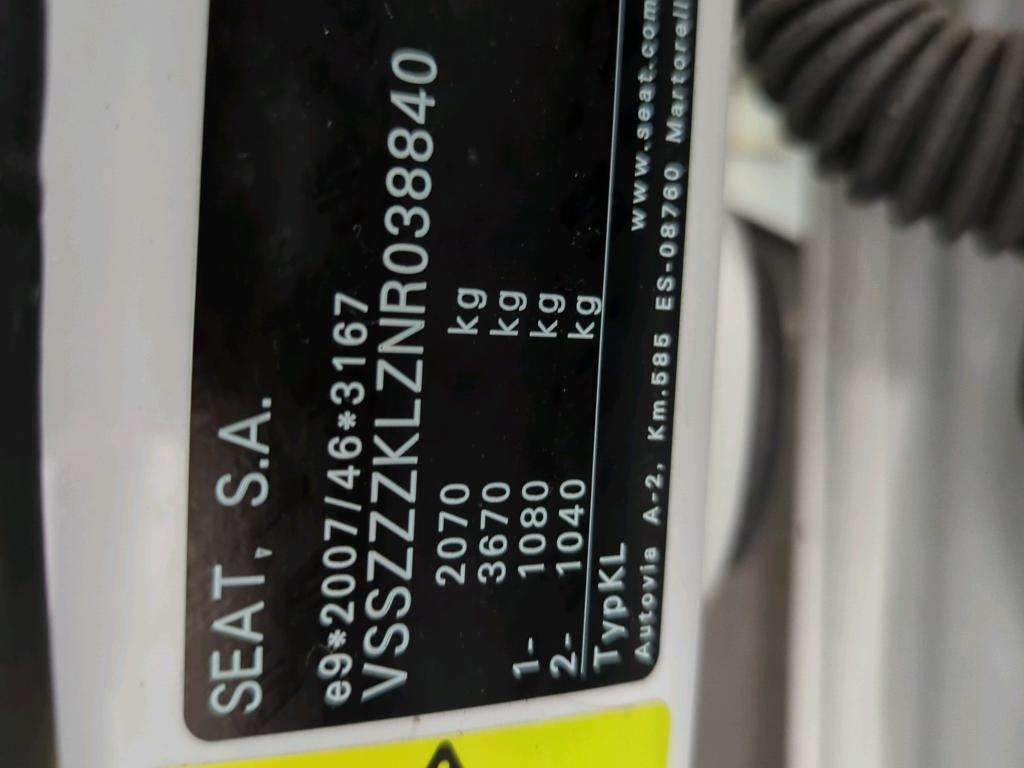 SEAT, S.A.
e9*2007/46*3167
VSSZZZKLZNR038840
2070 kg
3670 kg
1- 1080 kg
2- 1040 kg
TypKL
www.seat.com
Autovia A-2, Km.585 ES-08760 Martorell